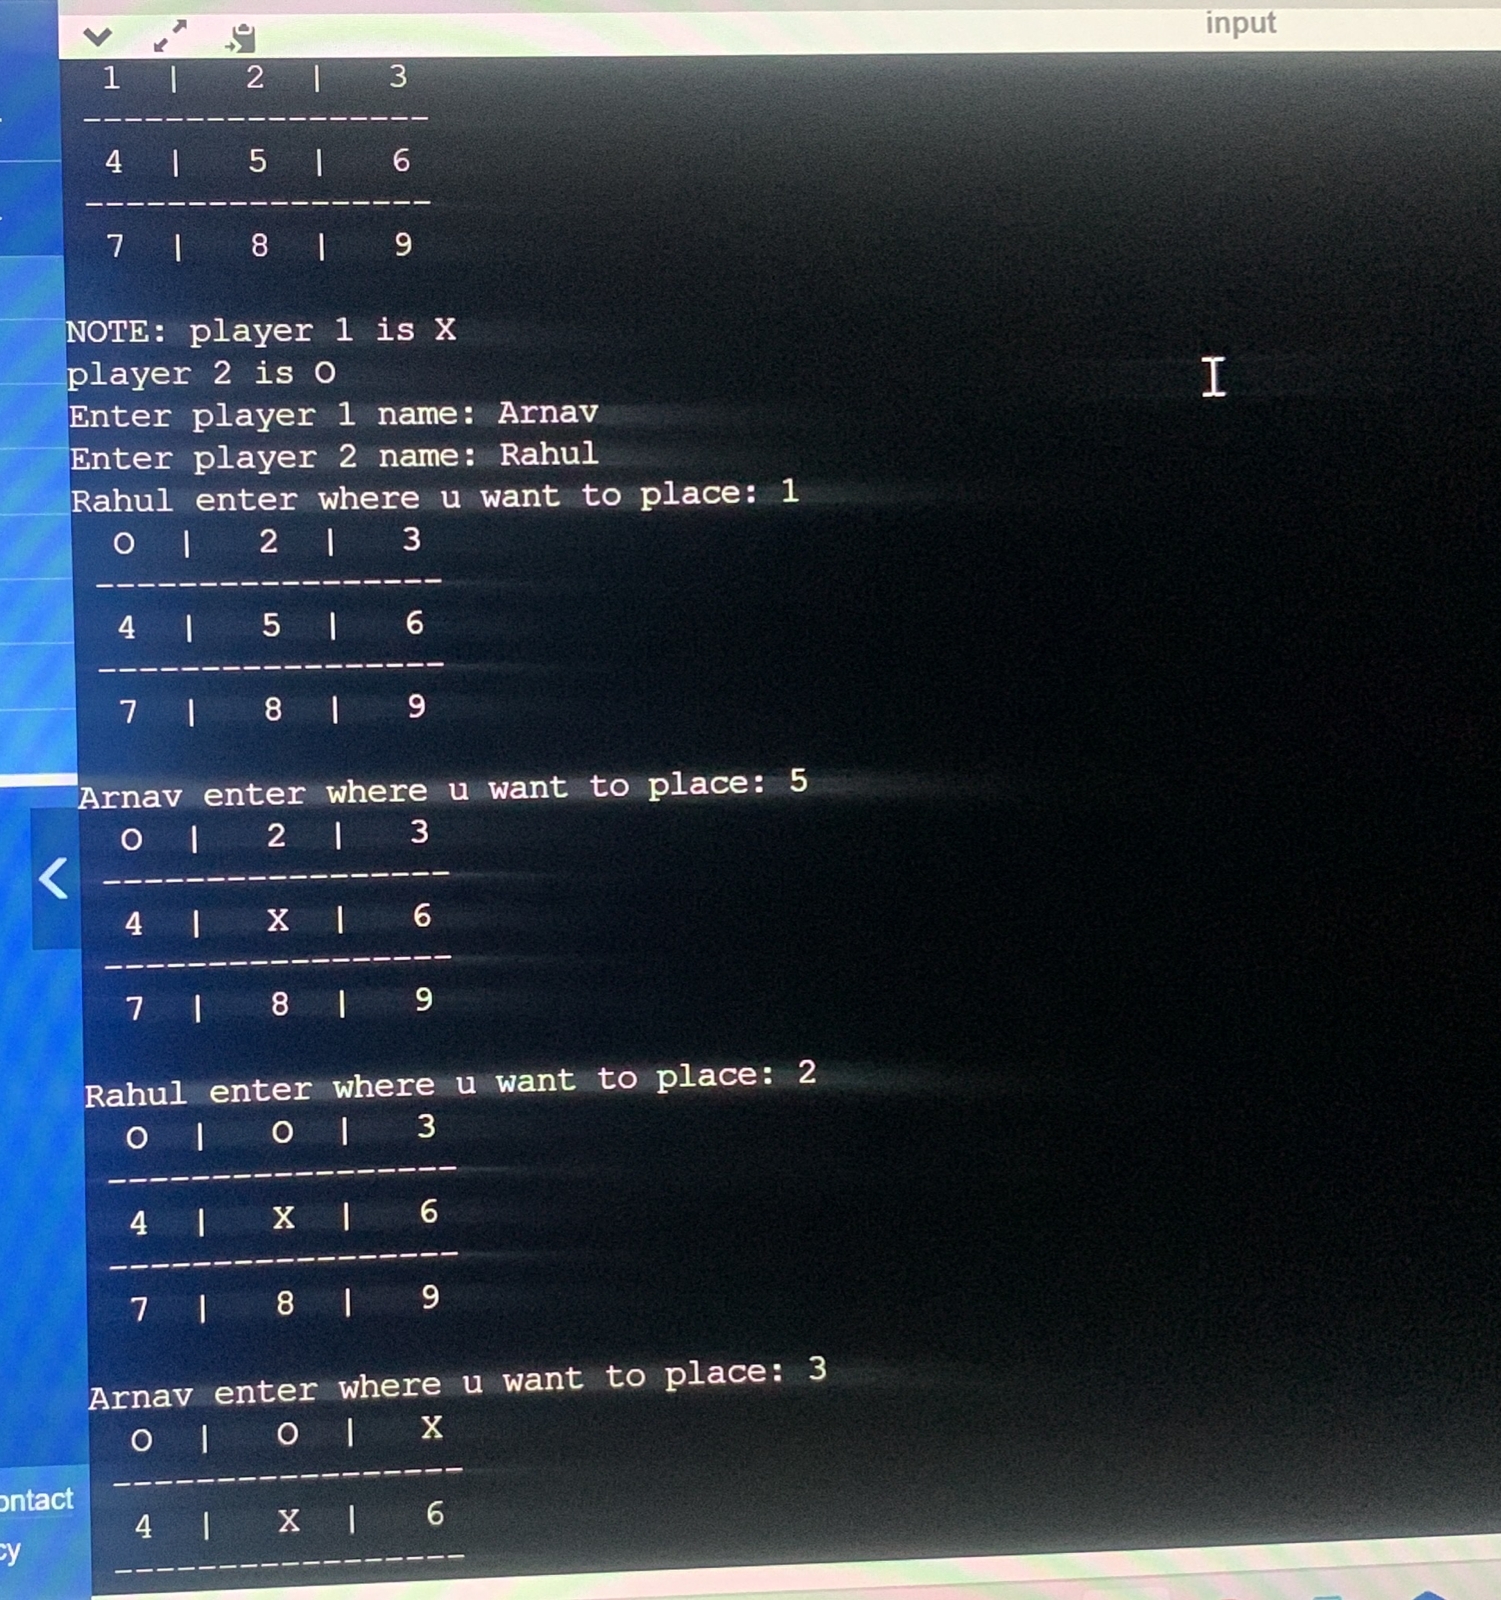 input
1 | 2 | 3
-----------------
4 | 5 | 6
-----------------
7 | 8 | 9
NOTE: player 1 is X
player 2 is O
Enter player 1 name: Arnav
Enter player 2 name: Rahul
Rahul enter where u want to place: 1
O | 2 | 3
-----------------
4 | 5 | 6
-----------------
7 | 8 | 9
Arnav enter where u want to place: 5
O | 2 | 3
-----------------
4 | X | 6
-----------------
7 | 8 | 9
Rahul enter where u want to place: 2
O | O | 3
-----------------
4 | X | 6
-----------------
7 | 8 | 9
Arnav enter where u want to place: 3
O | O | X
-----------------
4 | X | 6
-----------------
ontact
cy